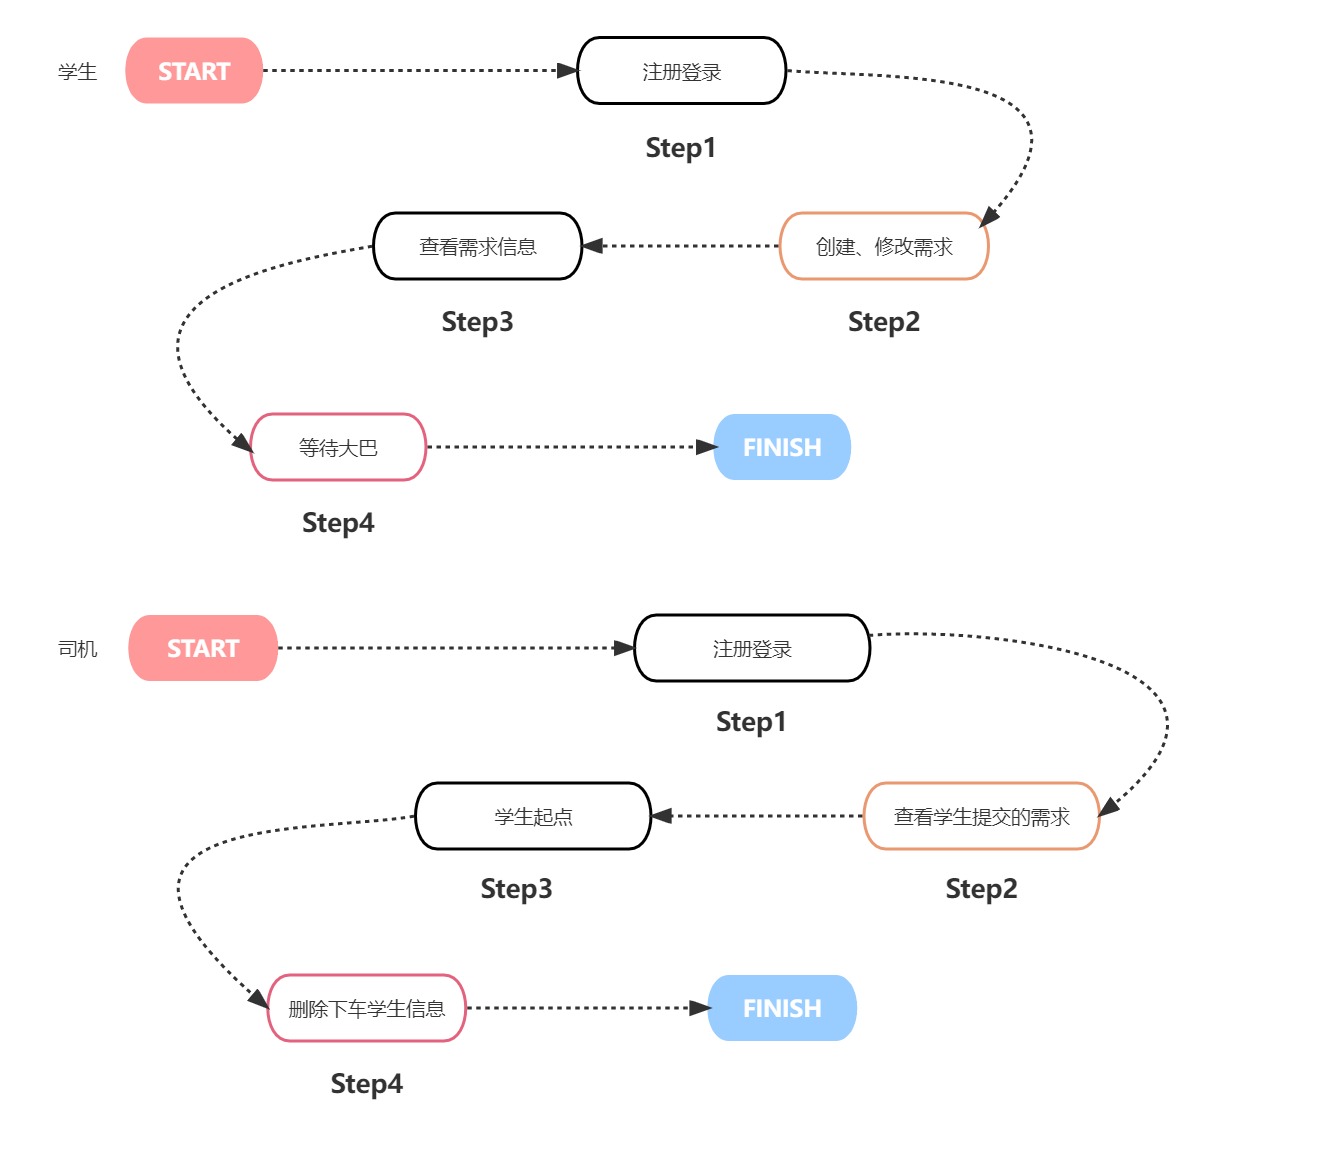 学生
START
注册登录
Step1
查看需求信息
创建、修改需求
Step3
Step2
等待大巴
FINISH
Step4
司机
START
注册登录
Step1
学生起点
查看学生提交的需求
Step3
Step2
删除下车学生信息
FINISH
Step4